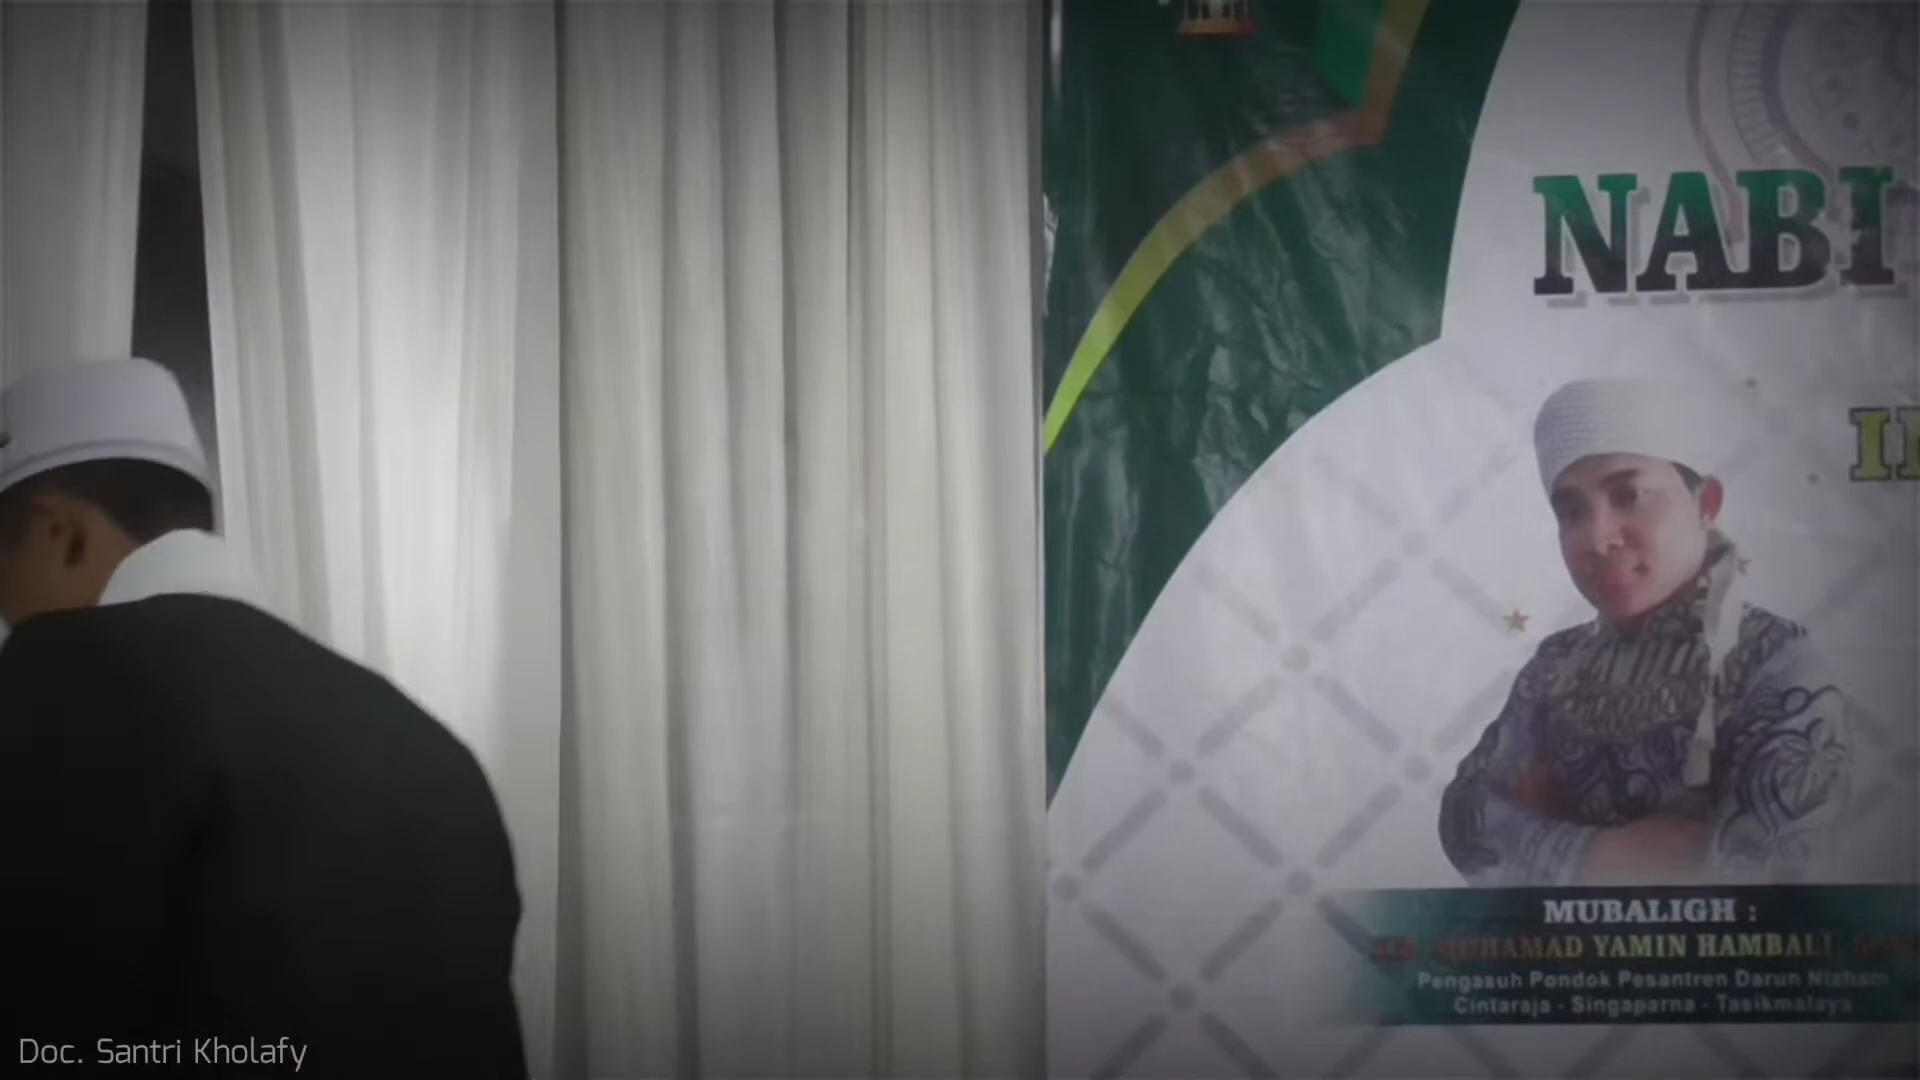 NABI
MUBALIGH :
MUHAMAD YAMIN HAMBALI
Pengasuh Pondok Pesantren Darun Nizham
Cintaraja - Singaparna - Tasikmalaya
Doc. Santri Kholafy